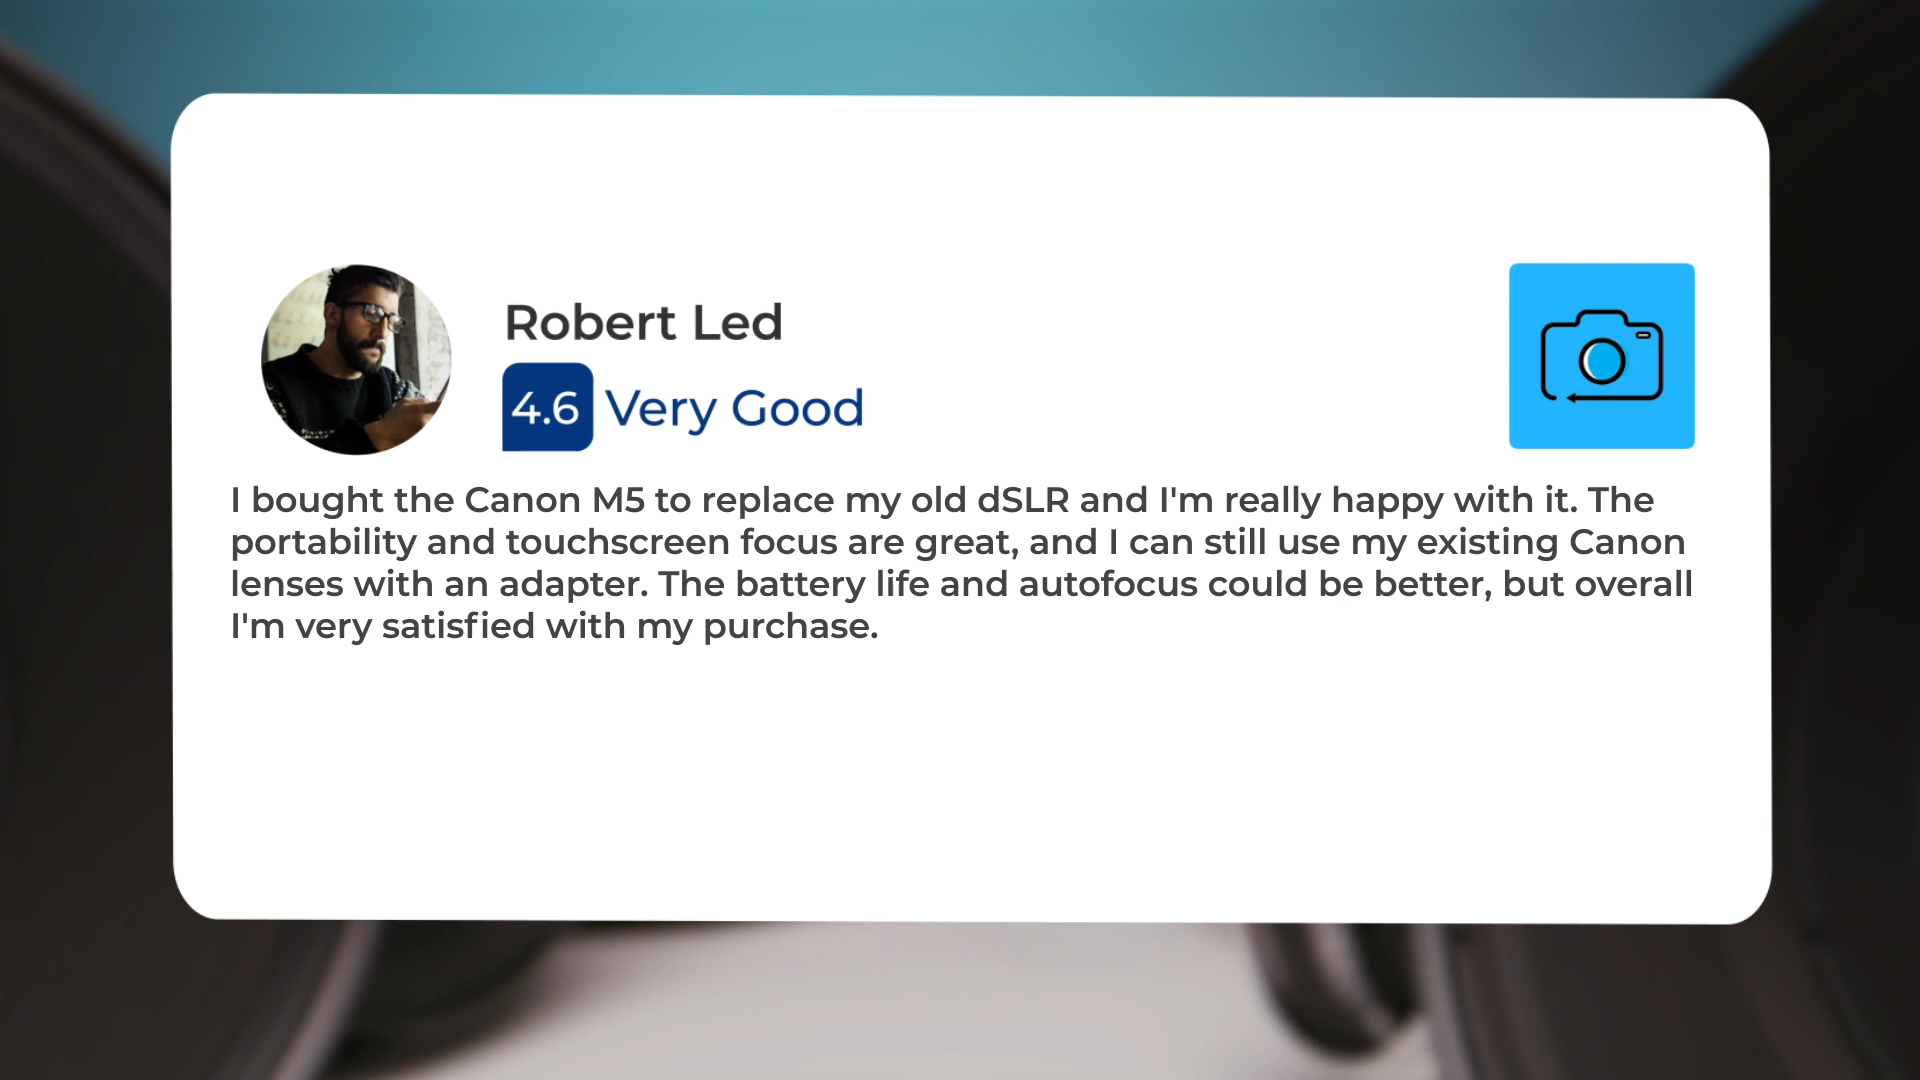 Robert Led
4.6 Very Good
I bought the Canon M5 to replace my old dSLR and I'm really happy with it. The
portability and touchscreen focus are great, and I can still use my existing Canon
lenses with an adapter. The battery life and autofocus could be better, but overall
I'm very satisfied with my purchase.